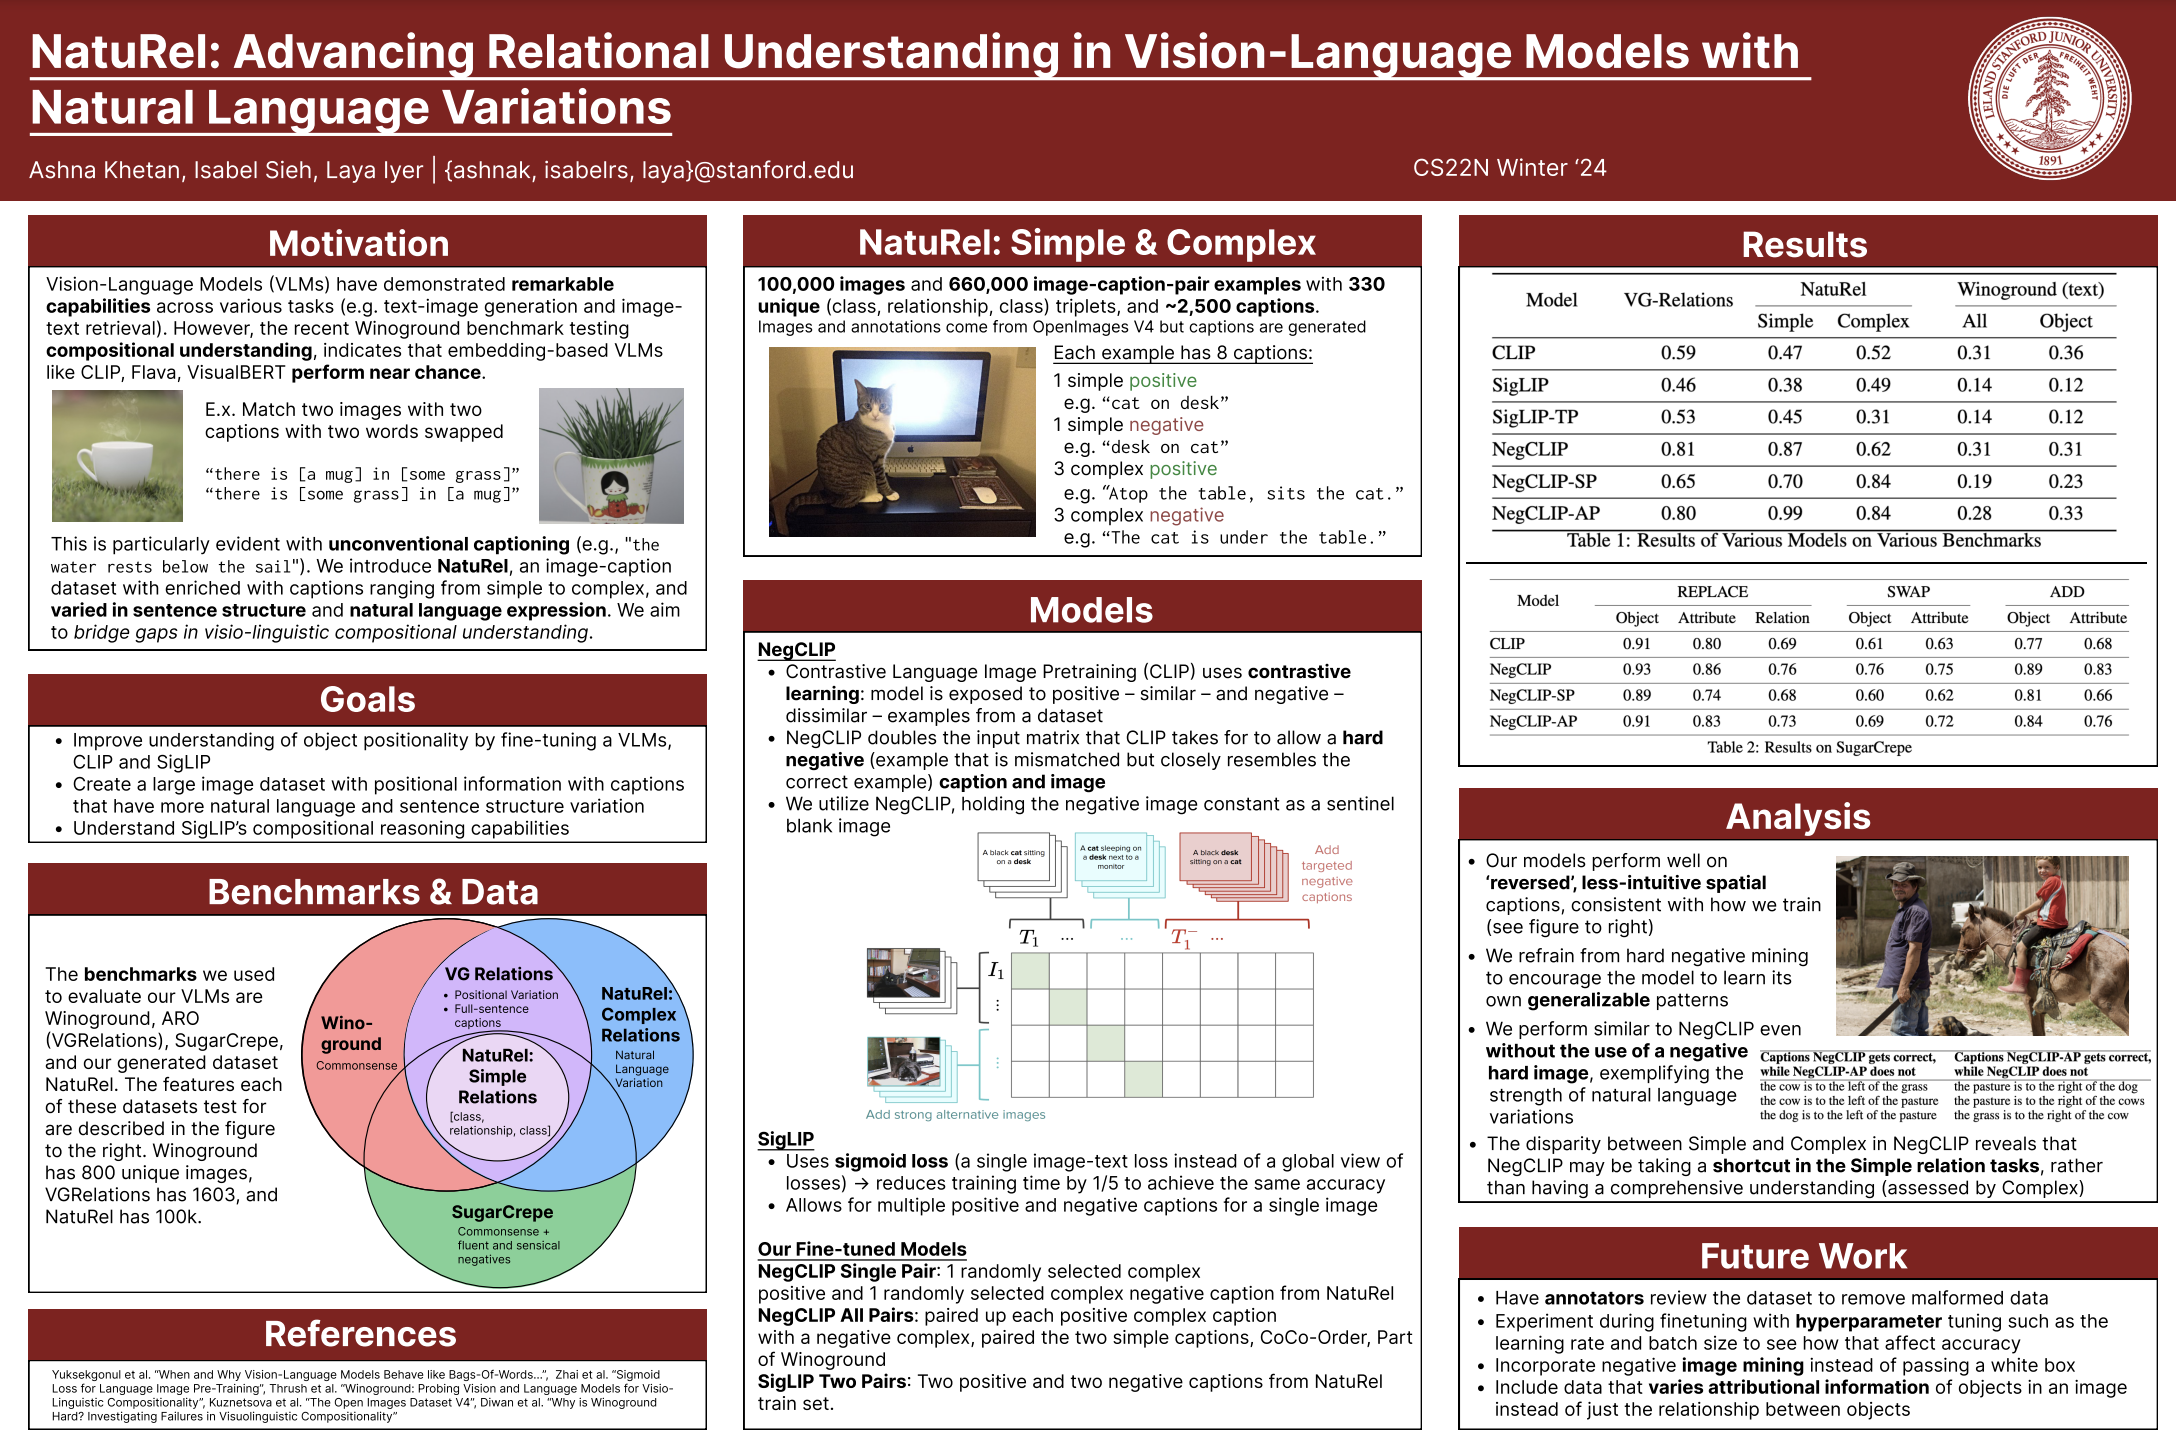 NatuRel: Advancing Relational Understanding in Vision-Language Models with
Natural Language Variations
Ashna Khetan, Isabel Sieh, Laya Iyer | {ashnak, isabelrs, laya}@stanford.edu
CS22N Winter ‘24
LELAND STANFORD JUNIOR UNIVERSITY
DIE LUFT DER FREIHEIT WEHT
1891
Motivation
Vision-Language Models (VLMs) have demonstrated remarkable
capabilities across various tasks (e.g. text-image generation and image-
text retrieval). However, the recent Winoground benchmark testing
compositional understanding, indicates that embedding-based VLMs
like CLIP, Flava, VisualBERT perform near chance.
E.x. Match two images with two
captions with two words swapped
“there is [a mug] in [some grass]”
“there is [some grass] in [a mug]”
This is particularly evident with unconventional captioning (e.g., "the
water rests below the sail"). We introduce NatuRel, an image-caption
dataset with enriched with captions ranging from simple to complex, and
varied in sentence structure and natural language expression. We aim
to bridge gaps in visio-linguistic compositional understanding.
Goals
• Improve understanding of object positionality by fine-tuning a VLMs,
CLIP and SigLIP
• Create a large image dataset with positional information with captions
that have more natural language and sentence structure variation
• Understand SigLIP’s compositional reasoning capabilities
Benchmarks & Data
The benchmarks we used
to evaluate our VLMs are
Winoground, ARO
(VGRelations), SugarCrepe,
and our generated dataset
NatuRel. The features each
of these datasets test for
are described in the figure
to the right. Winoground
has 800 unique images,
VGRelations has 1603, and
NatuRel has 100k.
Wino-
ground
Commonsense
VG Relations
• Positional Variation
• Full-sentence
captions
NatuRel:
Complex
Relations
Natural
Language
Variation
NatuRel:
Simple
Relations
[class,
relationship, class]
SugarCrepe
Commonsense +
fluent and sensical
negatives
References
Yuksekgonul et al. “When and Why Vision-Language Models Behave like Bags-Of-Words...”, Zhai et al. “Sigmoid
Loss for Language Image Pre-Training”, Thrush et al. “Winoground: Probing Vision and Language Models for Visio-
Linguistic Compositionality”, Kuznetsova et al. “The Open Images Dataset V4”, Diwan et al. “Why is Winoground
Hard? Investigating Failures in Visuolinguistic Compositionality”
NatuRel: Simple & Complex
100,000 images and 660,000 image-caption-pair examples with 330
unique (class, relationship, class) triplets, and ~2,500 captions.
Images and annotations come from OpenImages V4 but captions are generated
Each example has 8 captions:
1 simple positive
e.g. “cat on desk”
1 simple negative
e.g. “desk on cat”
3 complex positive
e.g. “Atop the table, sits the cat.”
3 complex negative
e.g. “The cat is under the table.”
Models
NegCLIP
• Contrastive Language Image Pretraining (CLIP) uses contrastive
learning: model is exposed to positive – similar – and negative –
dissimilar – examples from a dataset
• NegCLIP doubles the input matrix that CLIP takes for to allow a hard
negative (example that is mismatched but closely resembles the
correct example) caption and image
• We utilize NegCLIP, holding the negative image constant as a sentinel
blank image
A black cat sitting
on a desk
A cat sleeping on
a desk next to a
monitor
A black desk
sitting on a cat
Add
targeted
negative
captions
T1 ... ... T1− ...
I1
⋮
⋮
Add strong alternative images
SigLIP
• Uses sigmoid loss (a single image-text loss instead of a global view of
losses) → reduces training time by 1/5 to achieve the same accuracy
• Allows for multiple positive and negative captions for a single image
Our Fine-tuned Models
NegCLIP Single Pair: 1 randomly selected complex
positive and 1 randomly selected complex negative caption from NatuRel
NegCLIP All Pairs: paired up each positive complex caption
with a negative complex, paired the two simple captions, CoCo-Order, Part
of Winoground
SigLIP Two Pairs: Two positive and two negative captions from NatuRel
train set.
Results
Model VG-Relations NatuRel Winoground (text)
Simple Complex All Object
CLIP 0.59 0.47 0.52 0.31 0.36
SigLIP 0.46 0.38 0.49 0.14 0.12
SigLIP-TP 0.53 0.45 0.31 0.14 0.12
NegCLIP 0.81 0.87 0.62 0.31 0.31
NegCLIP-SP 0.65 0.70 0.84 0.19 0.23
NegCLIP-AP 0.80 0.99 0.84 0.28 0.33
Table 1: Results of Various Models on Various Benchmarks
Model REPLACE SWAP ADD
Object Attribute Relation Object Attribute Object Attribute
CLIP 0.91 0.80 0.69 0.61 0.63 0.77 0.68
NegCLIP 0.93 0.86 0.76 0.76 0.75 0.89 0.83
NegCLIP-SP 0.89 0.74 0.68 0.60 0.62 0.81 0.66
NegCLIP-AP 0.91 0.83 0.73 0.69 0.72 0.84 0.76
Table 2: Results on SugarCrepe
Analysis
• Our models perform well on
‘reversed’, less-intuitive spatial
captions, consistent with how we train
(see figure to right)
• We refrain from hard negative mining
to encourage the model to learn its
own generalizable patterns
• We perform similar to NegCLIP even
without the use of a negative
hard image, exemplifying the
strength of natural language
variations
Captions NegCLIP gets correct, Captions NegCLIP-AP gets correct,
while NegCLIP-AP does not while NegCLIP does not
the cow is to the left of the grass the pasture is to the right of the dog
the cow is to the left of the pasture the pasture is to the right of the cows
the dog is to the left of the pasture the grass is to the right of the cow
• The disparity between Simple and Complex in NegCLIP reveals that
NegCLIP may be taking a shortcut in the Simple relation tasks, rather
than having a comprehensive understanding (assessed by Complex)
Future Work
• Have annotators review the dataset to remove malformed data
• Experiment during finetuning with hyperparameter tuning such as the
learning rate and batch size to see how that affect accuracy
• Incorporate negative image mining instead of passing a white box
• Include data that varies attributional information of objects in an image
instead of just the relationship between objects